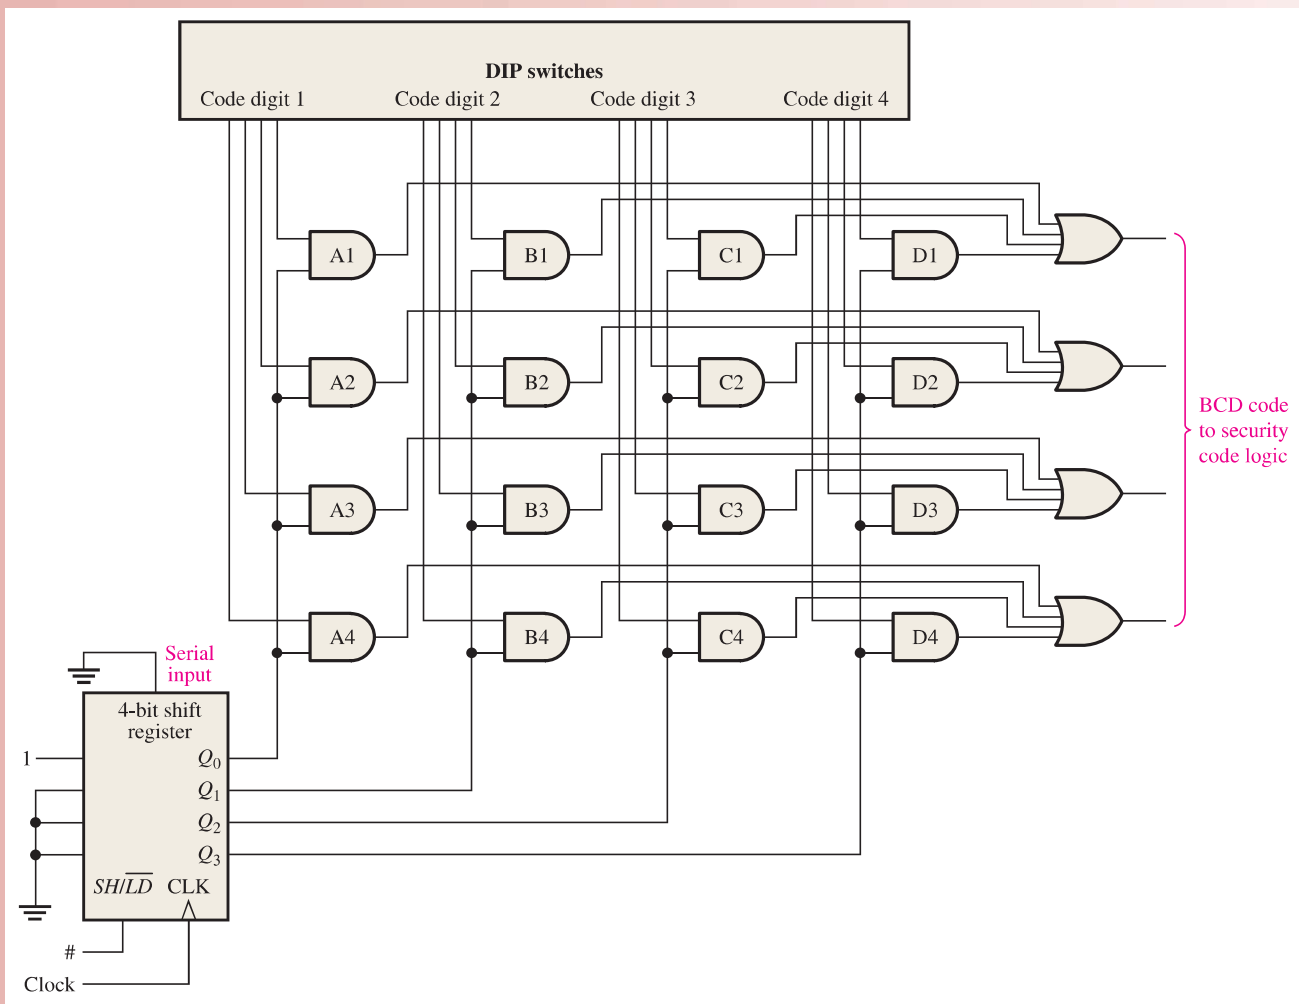 DIP switches
Code digit 1 Code digit 2 Code digit 3 Code digit 4
A1 B1 C1 D1
A2 B2 C2 D2
BCD code
to security
code logic
A3 B3 C3 D3
A4 B4 C4 D4
Serial
input
4-bit shift
register
1 Q0
Q1
Q2
Q3
SH/L̅D̅ CLK
#
Clock